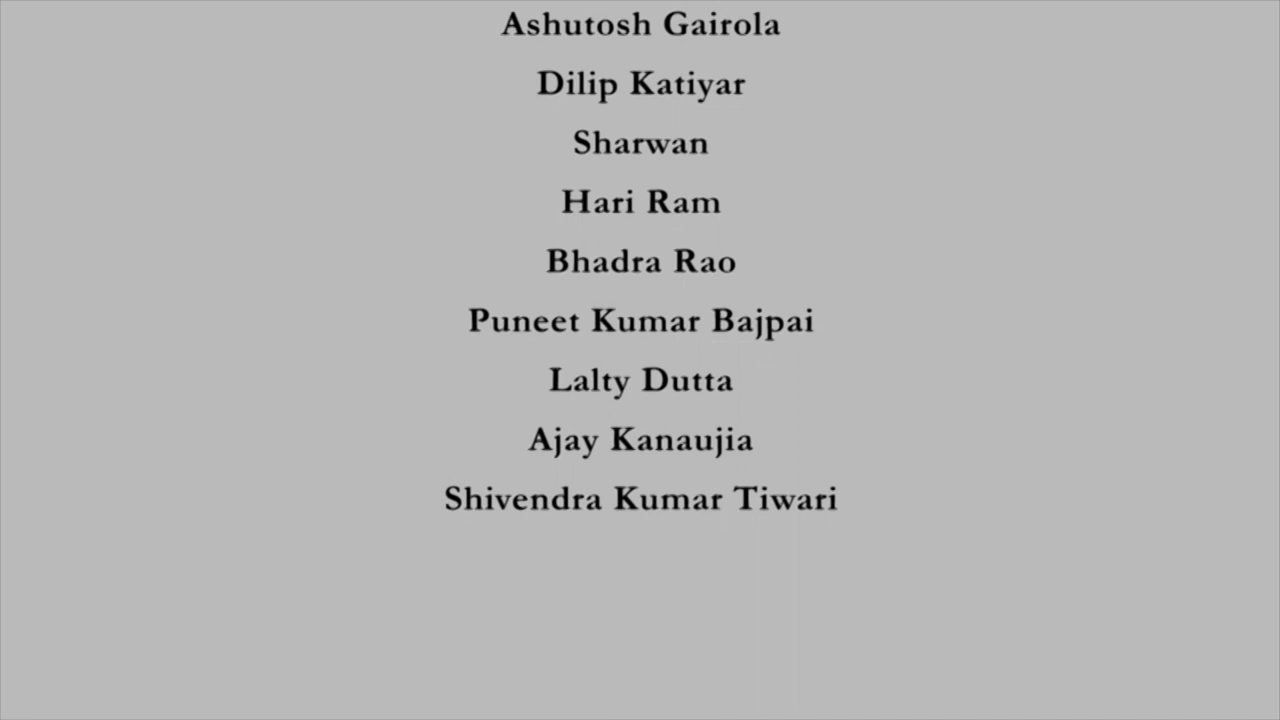 Ashutosh Gairola
Dilip Katiyar
Sharwan
Hari Ram
Bhadra Rao
Puneet Kumar Bajpai
Lalty Dutta
Ajay Kanaujia
Shivendra Kumar Tiwari